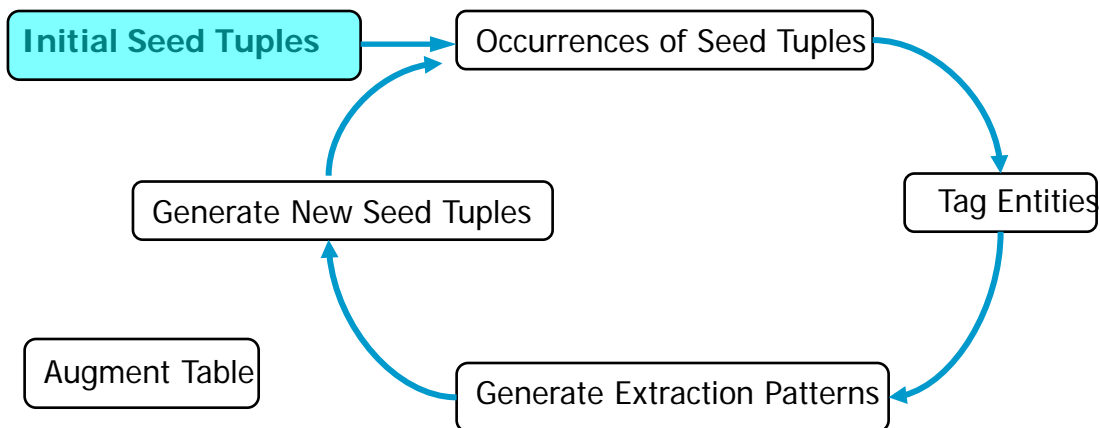 Initial Seed Tuples
Occurrences of Seed Tuples
Generate New Seed Tuples
Tag Entities
Augment Table
Generate Extraction Patterns